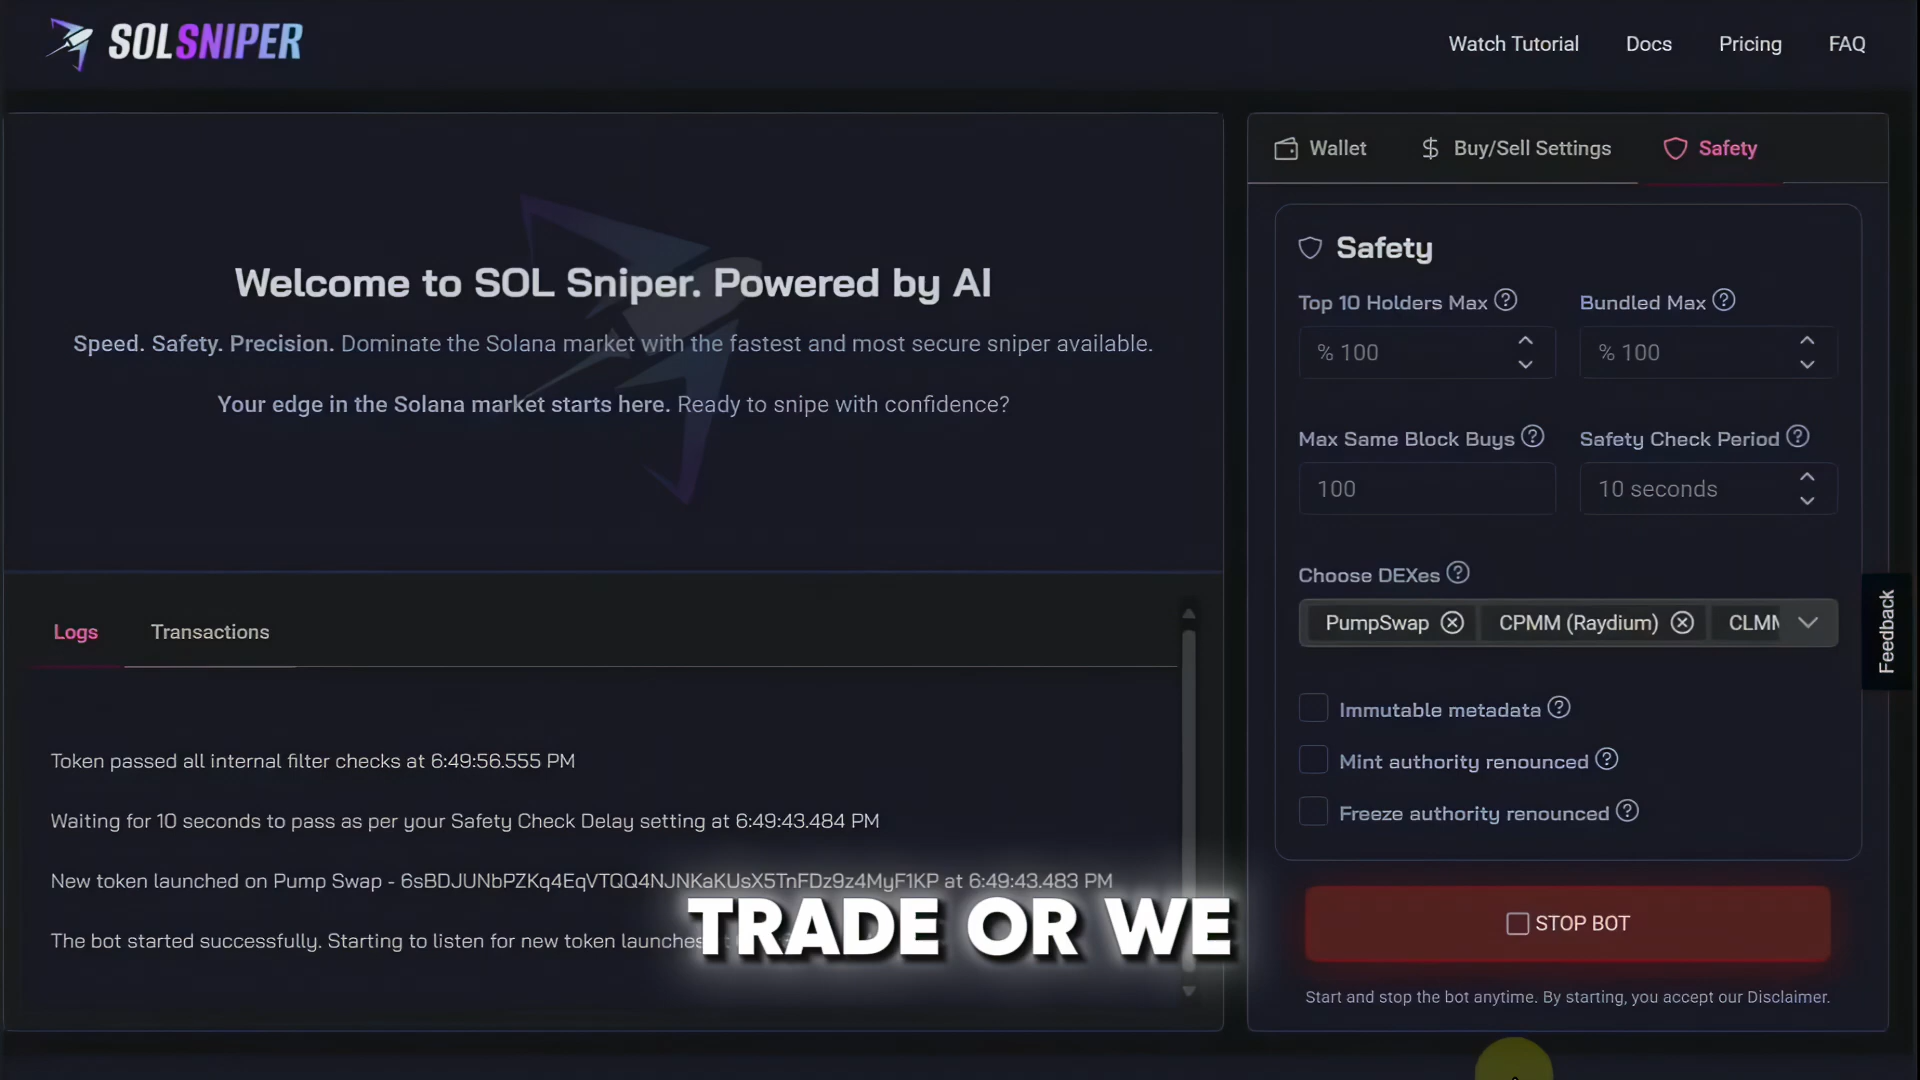 SOLSNIPER
Watch Tutorial
Docs
Pricing
FAQ
Welcome to SOL Sniper. Powered by AI
Speed. Safety. Precision. Dominate the Solana market with the fastest and most secure sniper available.
Your edge in the Solana market starts here. Ready to snipe with confidence?
Logs
Transactions
Token passed all internal filter checks at 6:49:56.555 PM
Waiting for 10 seconds to pass as per your Safety Check Delay setting at 6:49:43.484 PM
New token launched on Pump Swap - 6sBDJUNbPZKq4EqVTQQ4NJNKaKUsX5TnFDz9z4MyF1KP at 6:49:43.483 PM
The bot started successfully. Starting to listen for new token launches
TRADE OR WE
Wallet
$ Buy/Sell Settings
Safety
Safety
Top 10 Holders Max ?
Bundled Max ?
% 100
% 100
Max Same Block Buys ?
Safety Check Period ?
100
10 seconds
Choose DEXes ?
PumpSwap
CPMM (Raydium)
CLMM
Immutable metadata ?
Mint authority renounced ?
Freeze authority renounced ?
STOP BOT
Start and stop the bot anytime. By starting, you accept our Disclaimer.
Feedback